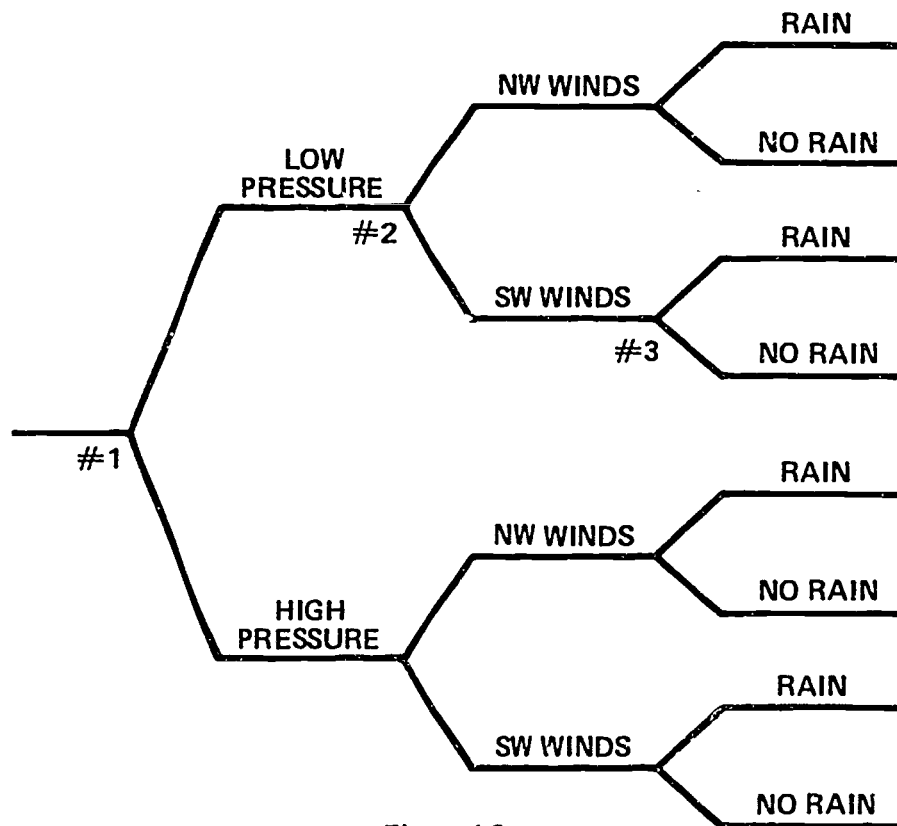 RAIN
NW WINDS
NO RAIN
LOW
PRESSURE
#2
RAIN
SW WINDS
#3
NO RAIN
#1
RAIN
NW WINDS
NO RAIN
HIGH
PRESSURE
RAIN
SW WINDS
NO RAIN